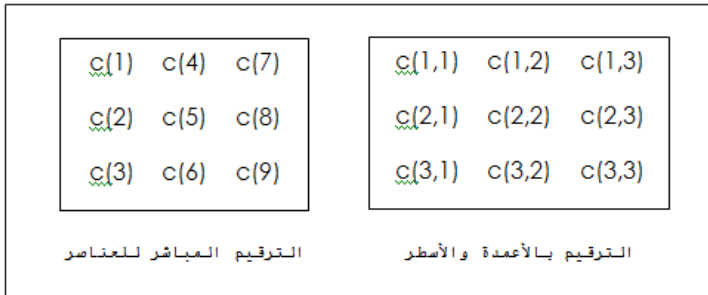 c(1) c(4) c(7)
c(2) c(5) c(8)
c(3) c(6) c(9)
الترقيم المباشر للعناصر
c(1,1) c(1,2) c(1,3)
c(2,1) c(2,2) c(2,3)
c(3,1) c(3,2) c(3,3)
الترقيم بالأعمدة والأسطر